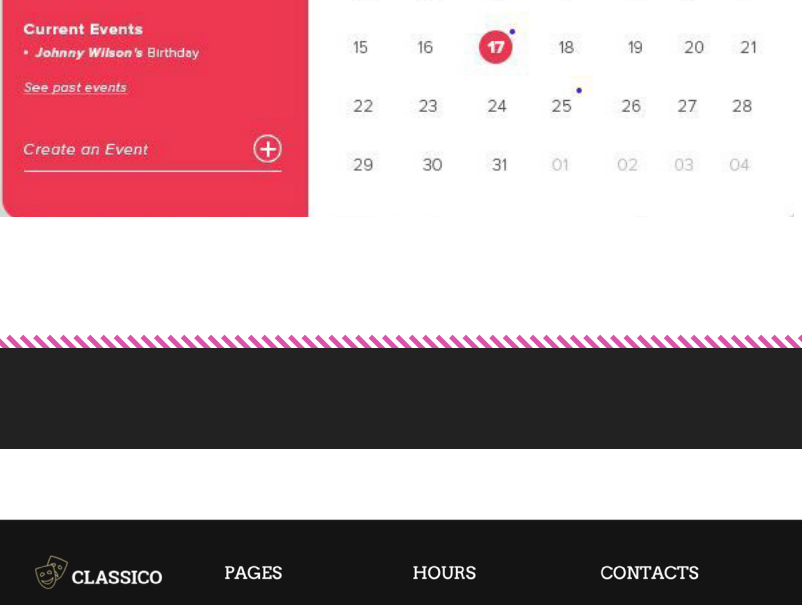 Current Events
• Johnny Wilson's Birthday
See past events
Create an Event
15 16 17 18 19 20 21
22 23 24 25 26 27 28
29 30 31 01 02 03 04
CLASSICO PAGES HOURS CONTACTS